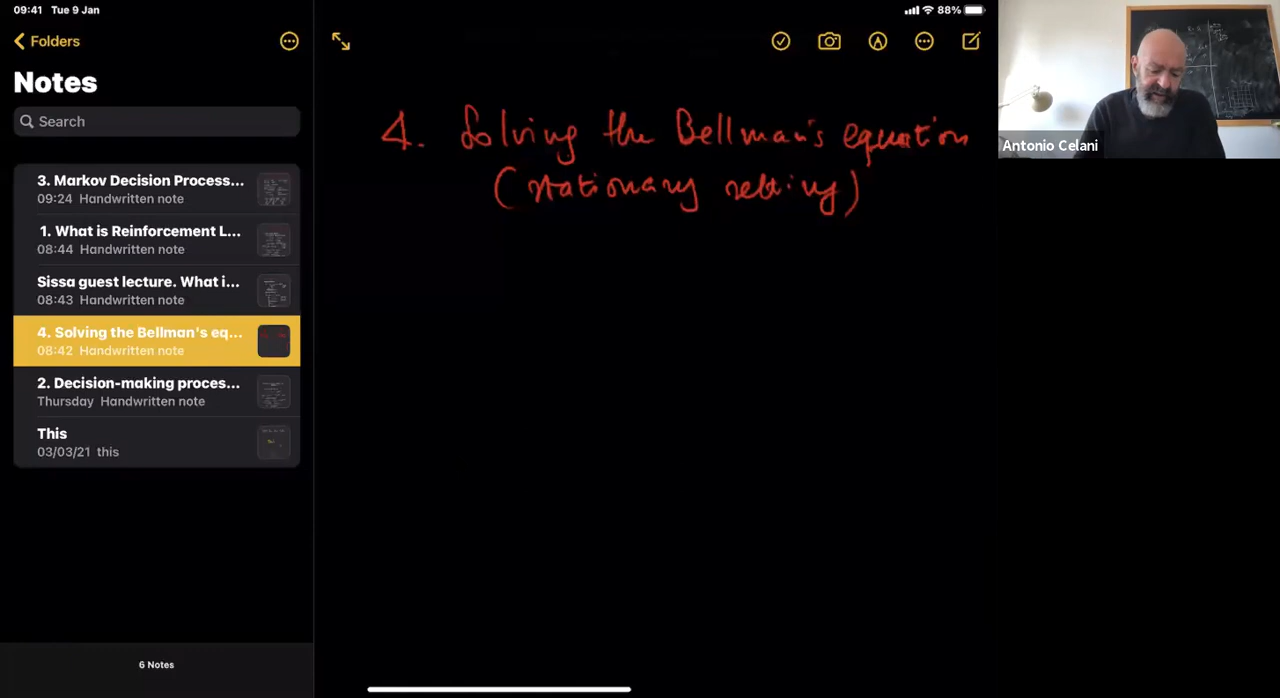 09:41 Tue 9 Jan
88%
Folders
Notes
Search
3. Markov Decision Process...
09:24 Handwritten note
1. What is Reinforcement L...
08:44 Handwritten note
Sissa guest lecture. What i...
08:43 Handwritten note
4. Solving the Bellman's eq...
08:42 Handwritten note
2. Decision-making proces...
Thursday Handwritten note
This
03/03/21 this
6 Notes
4. Solving the Bellman's equation
(stationary setting)
Antonio Celani